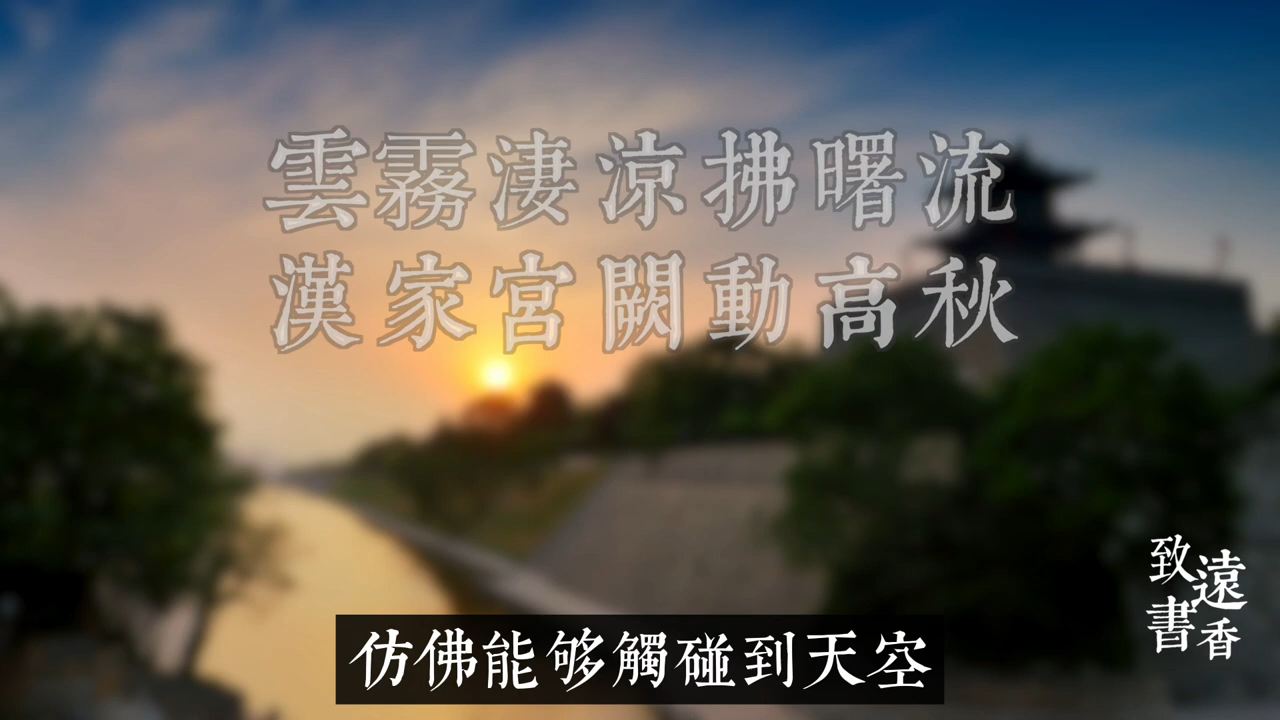 雲霧淒涼拂曙流
漢家宮闕動高秋
致遠
書香
仿佛能够觸碰到天空